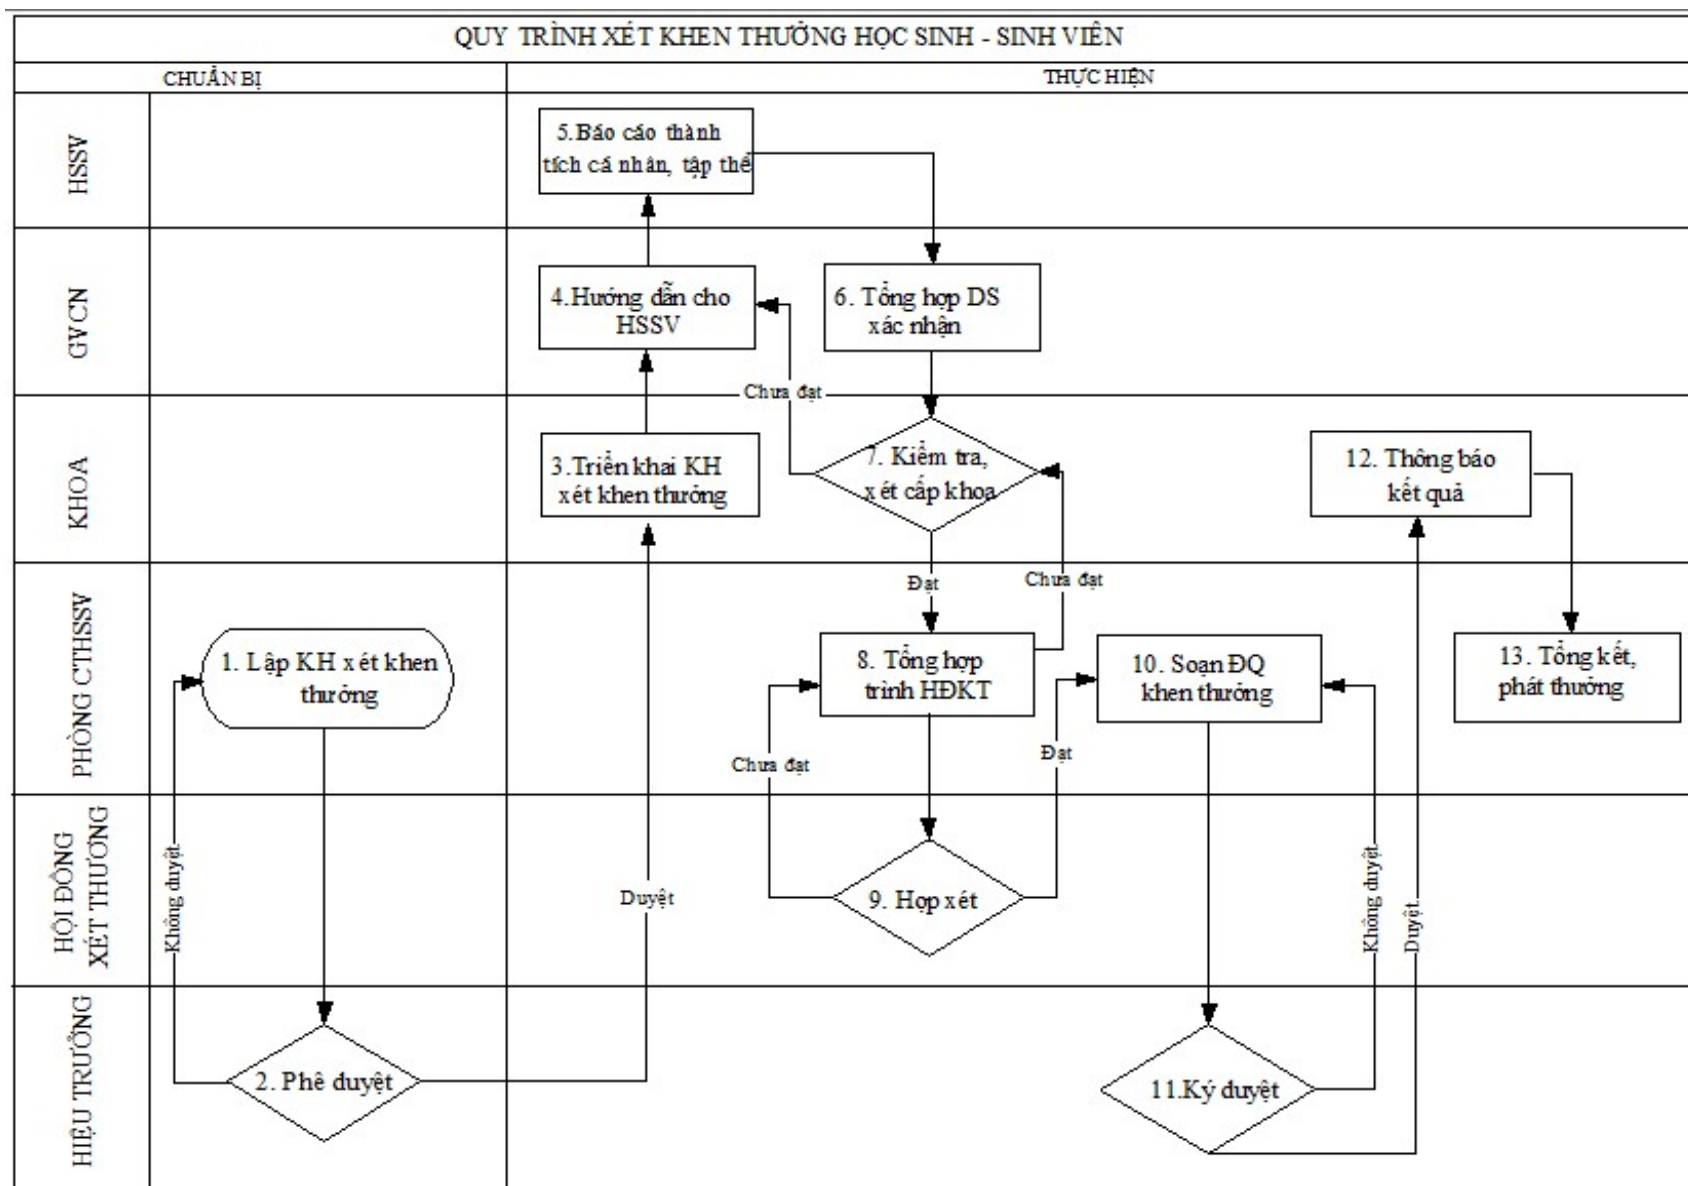 QUY TRÌNH XÉT KHEN THƯỞNG HỌC SINH - SINH VIÊN
CHUẨN BỊ
THỰC HIỆN
HSSV
5.Báo cáo thành
tích cá nhân, tập thể
GVCN
4.Hướng dẫn cho
HSSV
6. Tổng hợp DS
xác nhận
Chưa đạt
KHOA
3.Triển khai KH
xét khen thưởng
7. Kiểm tra,
xét cấp khoa
12. Thông báo
kết quả
Đạt
Chưa đạt
PHÒNG CTHSSV
1. Lập KH xét khen
thưởng
8. Tổng hợp
trình HĐKT
10. Soạn ĐQ
khen thưởng
13. Tổng kết,
phát thưởng
Chưa đạt
Đạt
HỘI ĐỒNG
XÉT THƯỞNG
Không duyệt
Duyệt
9. Họp xét
Không duyệt
Duyệt
HIỆU TRƯỞNG
2. Phê duyệt
11.Ký duyệt